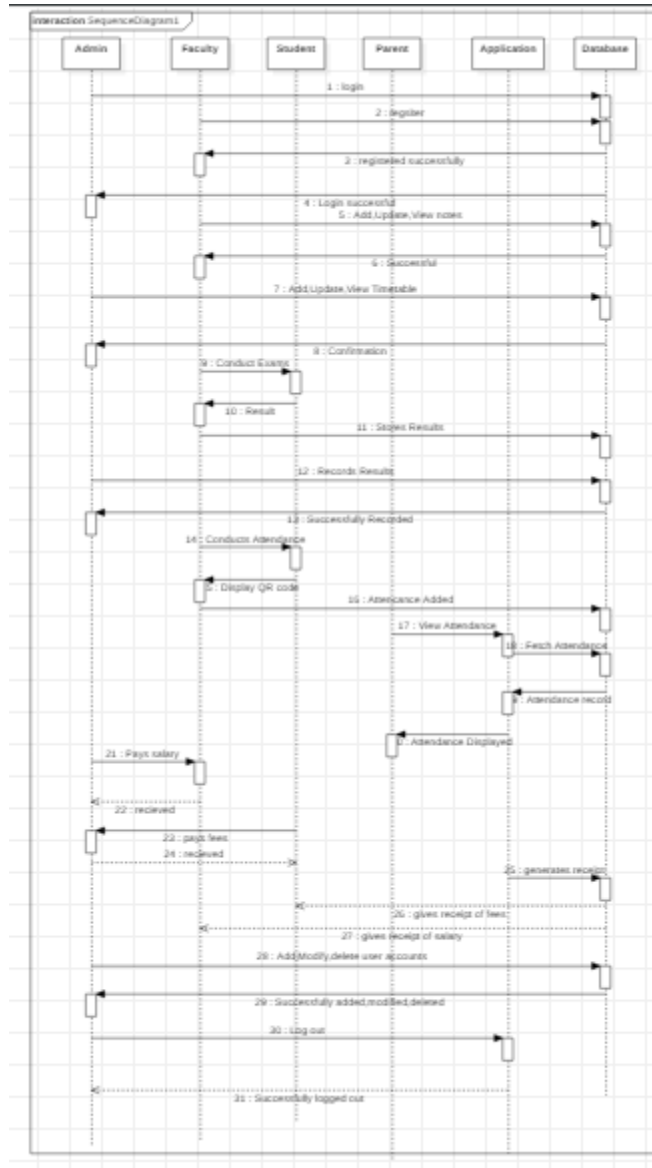 interaction SequenceDiagram1
Admin Faculty Student Parent Application Database
1 : login
2 : register
3 : registeled successfully
4 : Login successful
5 : Add,Update,View notes
6 : Successful
7 : Add,Update,View Timetable
8 : Confirmation
9 : Conduct Exams
10 : Result
11 : Stores Results
12 : Records Results
13 : Successfully Recorded
14 : Conducts Attendance
5 : Display QR code
16 : Attendance Added
17 : View Attendance
18 : Fetch Attendance
: Attendance record
: Attendance Displayed
21 : Pays salary
22 : recieved
23 : pays fees
24 : recieved
25 : generates receipt
26 : gives receipt of fees
27 : gives receipt of salary
28 : Add,Modify,delete user accounts
29 : Successfully added,modified,deleted
30 : Log out
31 : Successfully logged out